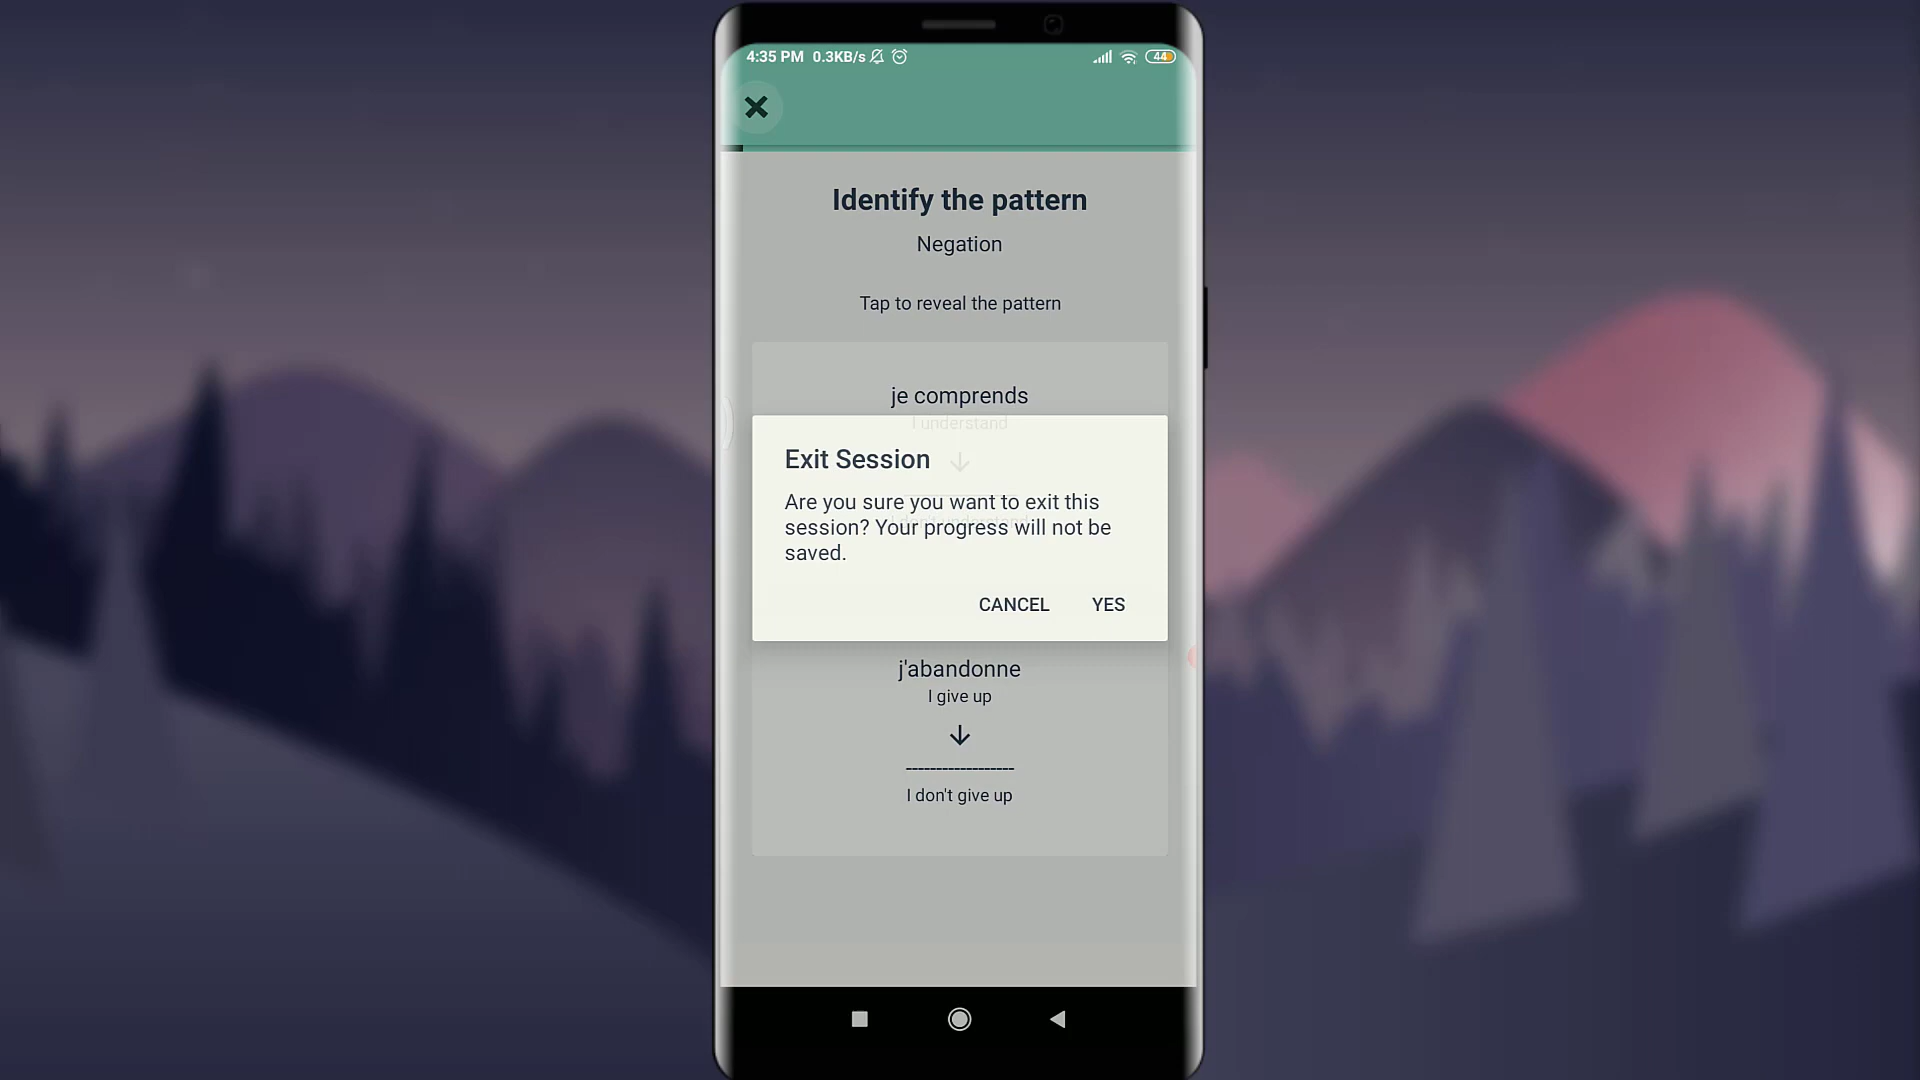 4:35 PM 0.3KB/s
44
Identify the pattern
Negation
Tap to reveal the pattern
je comprends
I understand
Exit Session
Are you sure you want to exit this
session? Your progress will not be
saved.
CANCEL YES
j'abandonne
I give up
------------------
I don't give up